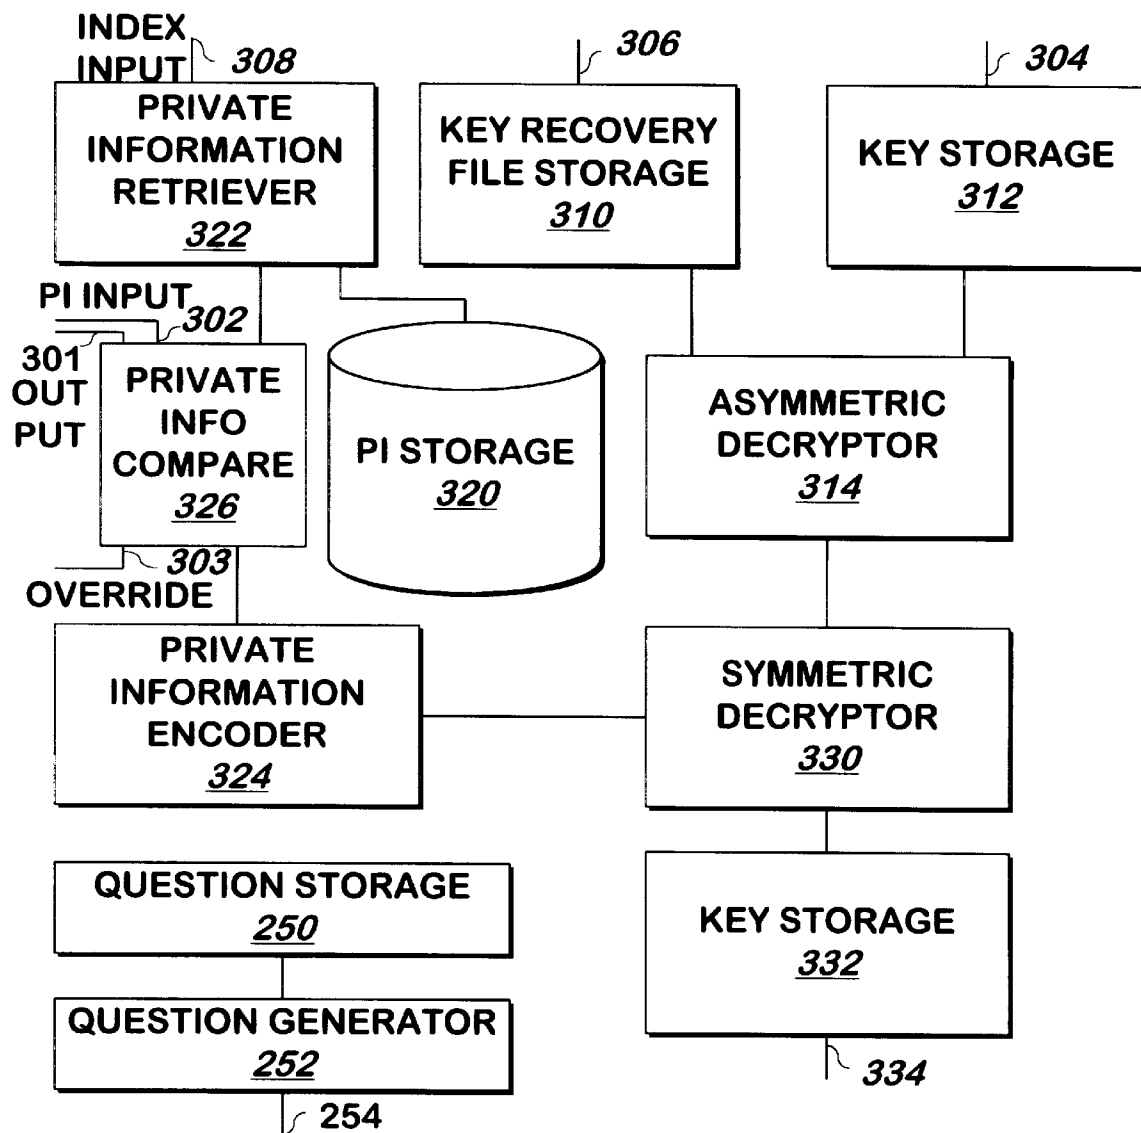 INDEX
INPUT
308
PRIVATE
INFORMATION
RETRIEVER
322
306
KEY RECOVERY
FILE STORAGE
310
304
KEY STORAGE
312
PI INPUT
302
301
OUT
PUT
PRIVATE
INFO
COMPARE
326
303
OVERRIDE
PI STORAGE
320
ASYMMETRIC
DECRYPTOR
314
PRIVATE
INFORMATION
ENCODER
324
SYMMETRIC
DECRYPTOR
330
QUESTION STORAGE
250
KEY STORAGE
332
334
QUESTION GENERATOR
252
254